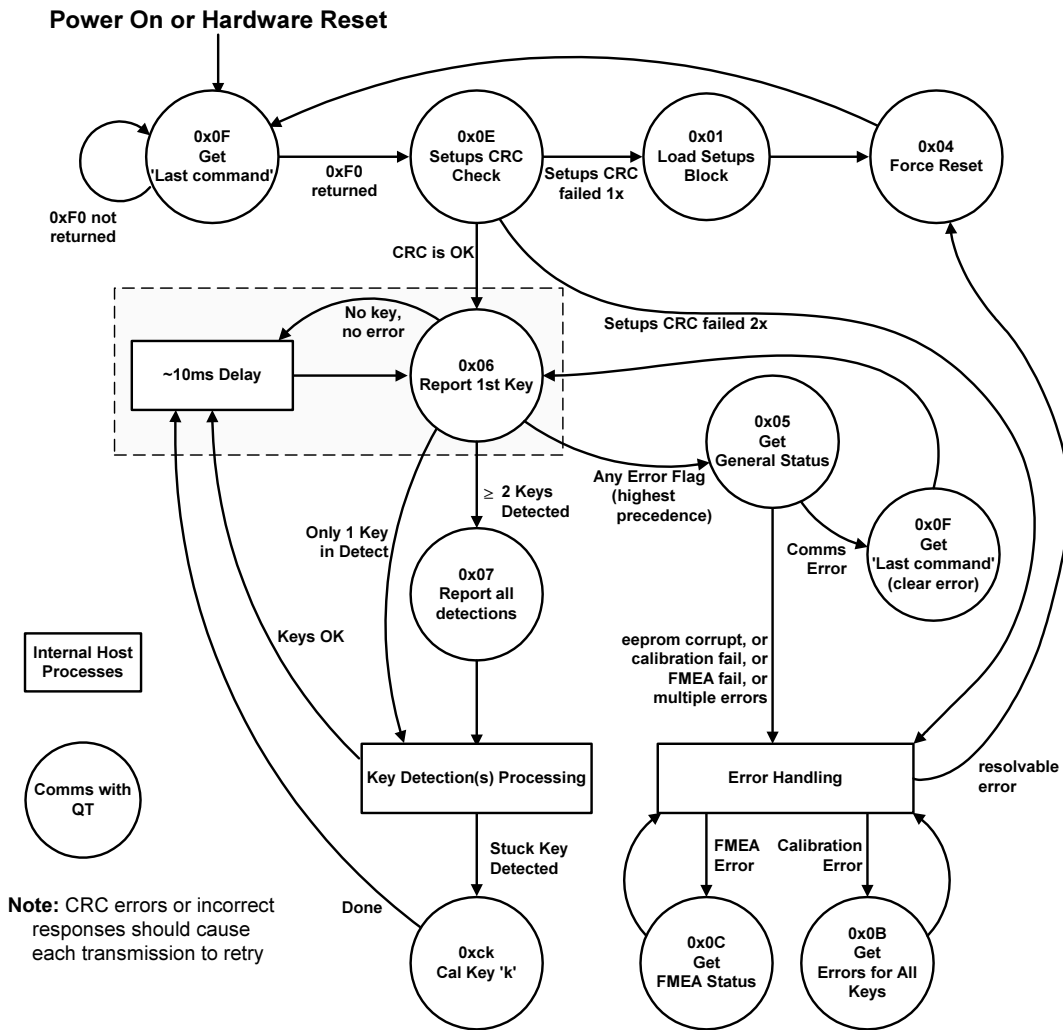 Power On or Hardware Reset
0x0F
Get
'Last command'
0xF0 not
returned
0xF0
returned
0x0E
Setups CRC
Check
Setups CRC
failed 1x
0x01
Load Setups
Block
0x04
Force Reset
CRC is OK
Setups CRC failed 2x
No key,
no error
~10ms Delay
0x06
Report 1st Key
0x05
Get
General Status
Any Error Flag
(highest
precedence)
≥ 2 Keys
Detected
Only 1 Key
in Detect
0x07
Report all
detections
Comms
Error
0x0F
Get
'Last command'
(clear error)
Keys OK
eeprom corrupt, or
calibration fail, or
FMEA fail, or
multiple errors
Internal Host
Processes
Key Detection(s) Processing
Error Handling
resolvable
error
Comms with
QT
Stuck Key
Detected
FMEA
Error
Calibration
Error
Done
Note: CRC errors or incorrect
responses should cause
each transmission to retry
0xck
Cal Key 'k'
0x0C
Get
FMEA Status
0x0B
Get
Errors for All
Keys